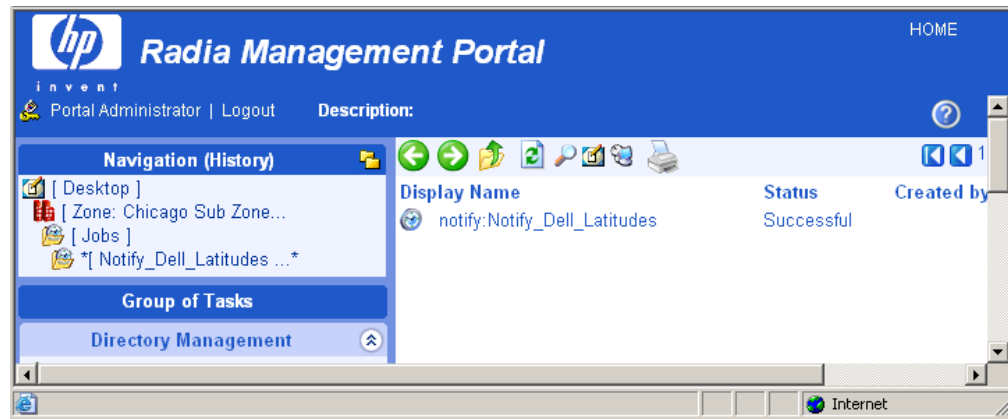 HOME
hp
Radia Management Portal
invent
Portal Administrator | Logout Description:
?
Navigation (History)
1
[ Desktop ]
Display Name Status Created by
[ Zone: Chicago Sub Zone...
notify:Notify_Dell_Latitudes Successful
[ Jobs ]
*[ Notify_Dell_Latitudes ...*
Group of Tasks
Directory Management
Internet